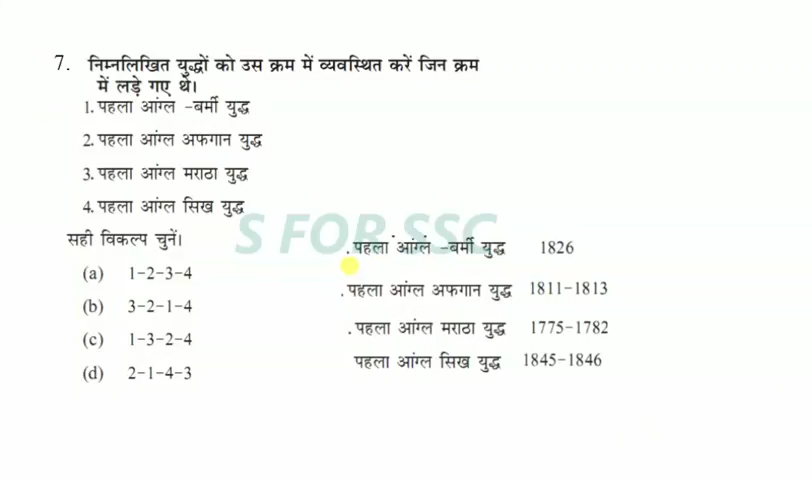 7. निम्नलिखित युद्धों को उस क्रम में व्यवस्थित करें जिन क्रम
में लड़े गए थे।
1. पहला आंग्ल -बर्मी युद्ध
2. पहला आंग्ल अफगान युद्ध
3. पहला आंग्ल मराठा युद्ध
4. पहला आंग्ल सिख युद्ध
सही विकल्प चुनें।
(a) 1-2-3-4
(b) 3-2-1-4
(c) 1-3-2-4
(d) 2-1-4-3
S FOR SSC
. पहला आंग्ल -बर्मी युद्ध 1826
. पहला आंग्ल अफगान युद्ध 1811-1813
. पहला आंग्ल मराठा युद्ध 1775-1782
पहला आंग्ल सिख युद्ध 1845-1846